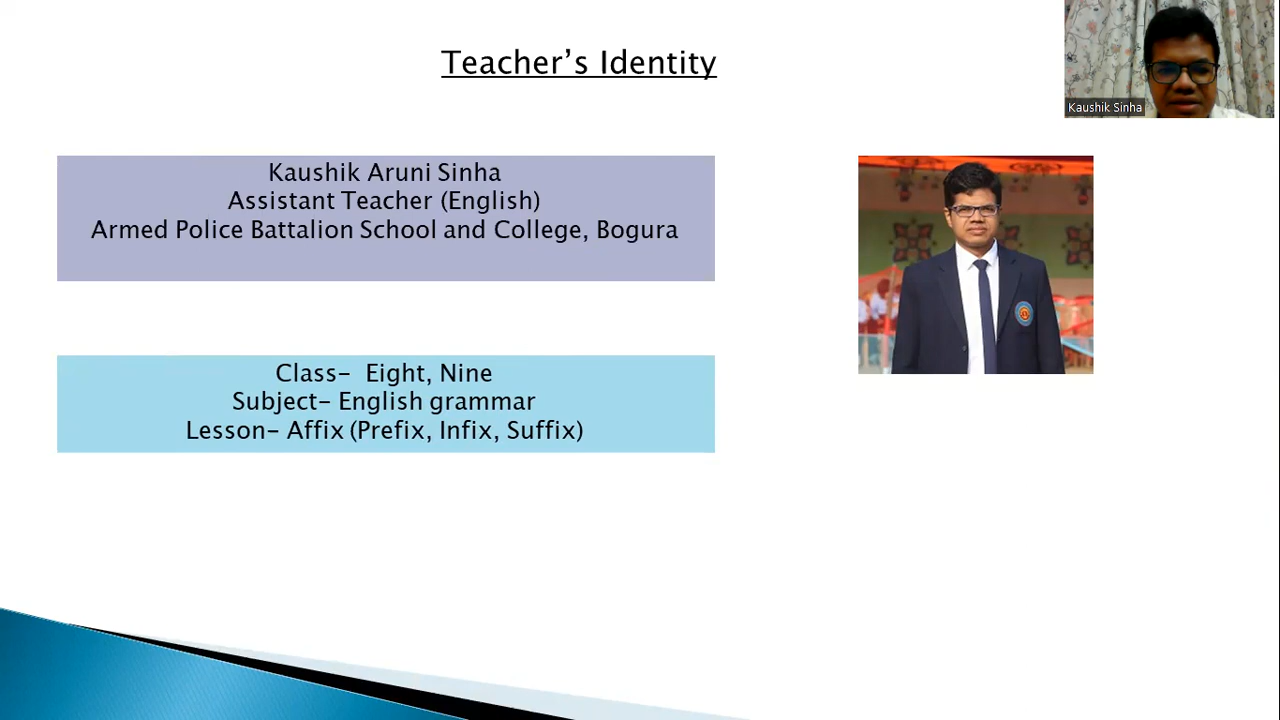 Teacher’s Identity
Kaushik Sinha
Kaushik Aruni Sinha
Assistant Teacher (English)
Armed Police Battalion School and College, Bogura
Class- Eight, Nine
Subject- English grammar
Lesson- Affix (Prefix, Infix, Suffix)